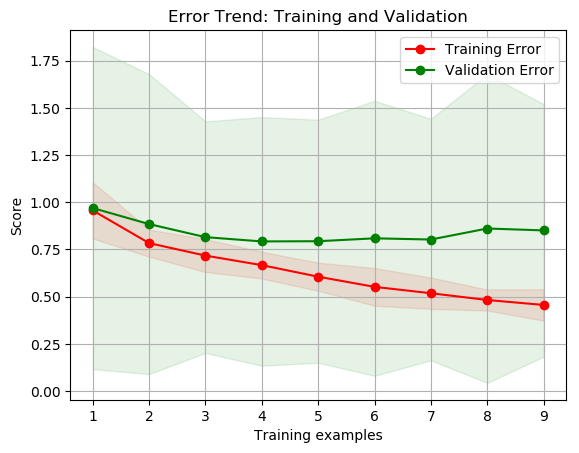 Error Trend: Training and Validation
Training Error
Validation Error
Score
1.75
1.50
1.25
1.00
0.75
0.50
0.25
0.00
1 2 3 4 5 6 7 8 9
Training examples